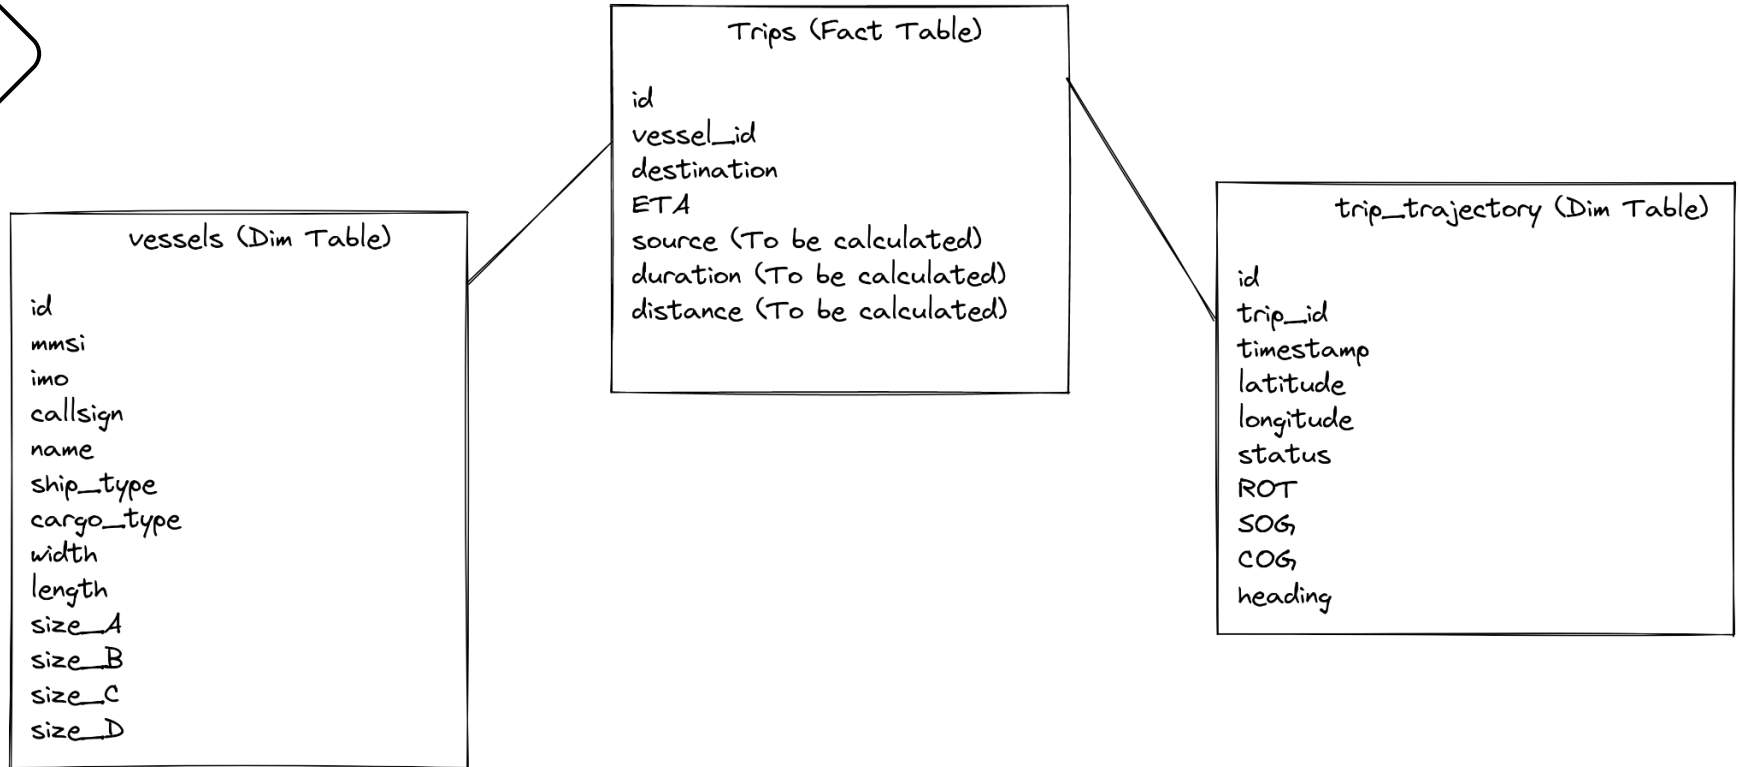 Trips (Fact Table)
id
vessel_id
destination
ETA
source (To be calculated)
duration (To be calculated)
distance (To be calculated)
vessels (Dim Table)
id
mmsi
imo
callsign
name
ship_type
cargo_type
width
length
size_A
size_B
size_C
size_D
trip_trajectory (Dim Table)
id
trip_id
timestamp
latitude
longitude
status
ROT
SOG
COG
heading